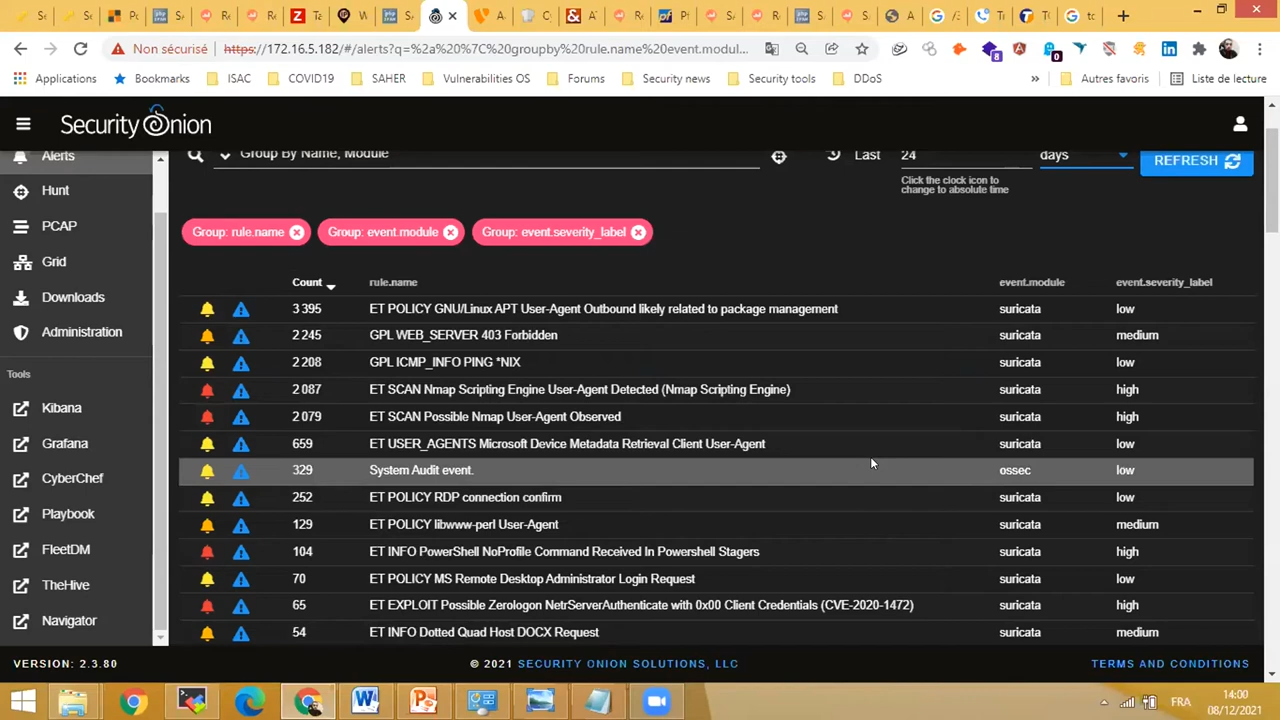 Non sécurisé https://172.16.5.182/#/alerts?q=%2a%20%7C%20groupby%20rule.name%20event.modul...
Applications Bookmarks ISAC COVID19 SAHER Vulnerabilities OS Forums Security news Security tools DDoS » Autres favoris Liste de lecture
Security Onion
Alerts
Group By Name, Module
Last 24 days REFRESH
Click the clock icon to
change to absolute time
Hunt
PCAP
Grid
Downloads
Administration
Tools
Kibana
Grafana
CyberChef
Playbook
FleetDM
TheHive
Navigator
Group: rule.name Group: event.module Group: event.severity_label
Count rule.name event.module event.severity_label
3 395 ET POLICY GNU/Linux APT User-Agent Outbound likely related to package management suricata low
2 245 GPL WEB_SERVER 403 Forbidden suricata medium
2 208 GPL ICMP_INFO PING *NIX suricata low
2 087 ET SCAN Nmap Scripting Engine User-Agent Detected (Nmap Scripting Engine) suricata high
2 079 ET SCAN Possible Nmap User-Agent Observed suricata high
659 ET USER_AGENTS Microsoft Device Metadata Retrieval Client User-Agent suricata low
329 System Audit event. ossec low
252 ET POLICY RDP connection confirm suricata low
129 ET POLICY libwww-perl User-Agent suricata medium
104 ET INFO PowerShell NoProfile Command Received In Powershell Stagers suricata high
70 ET POLICY MS Remote Desktop Administrator Login Request suricata low
65 ET EXPLOIT Possible Zerologon NetrServerAuthenticate with 0x00 Client Credentials (CVE-2020-1472) suricata high
54 ET INFO Dotted Quad Host DOCX Request suricata medium
VERSION: 2.3.80 © 2021 SECURITY ONION SOLUTIONS, LLC TERMS AND CONDITIONS
FRA 14:00
08/12/2021